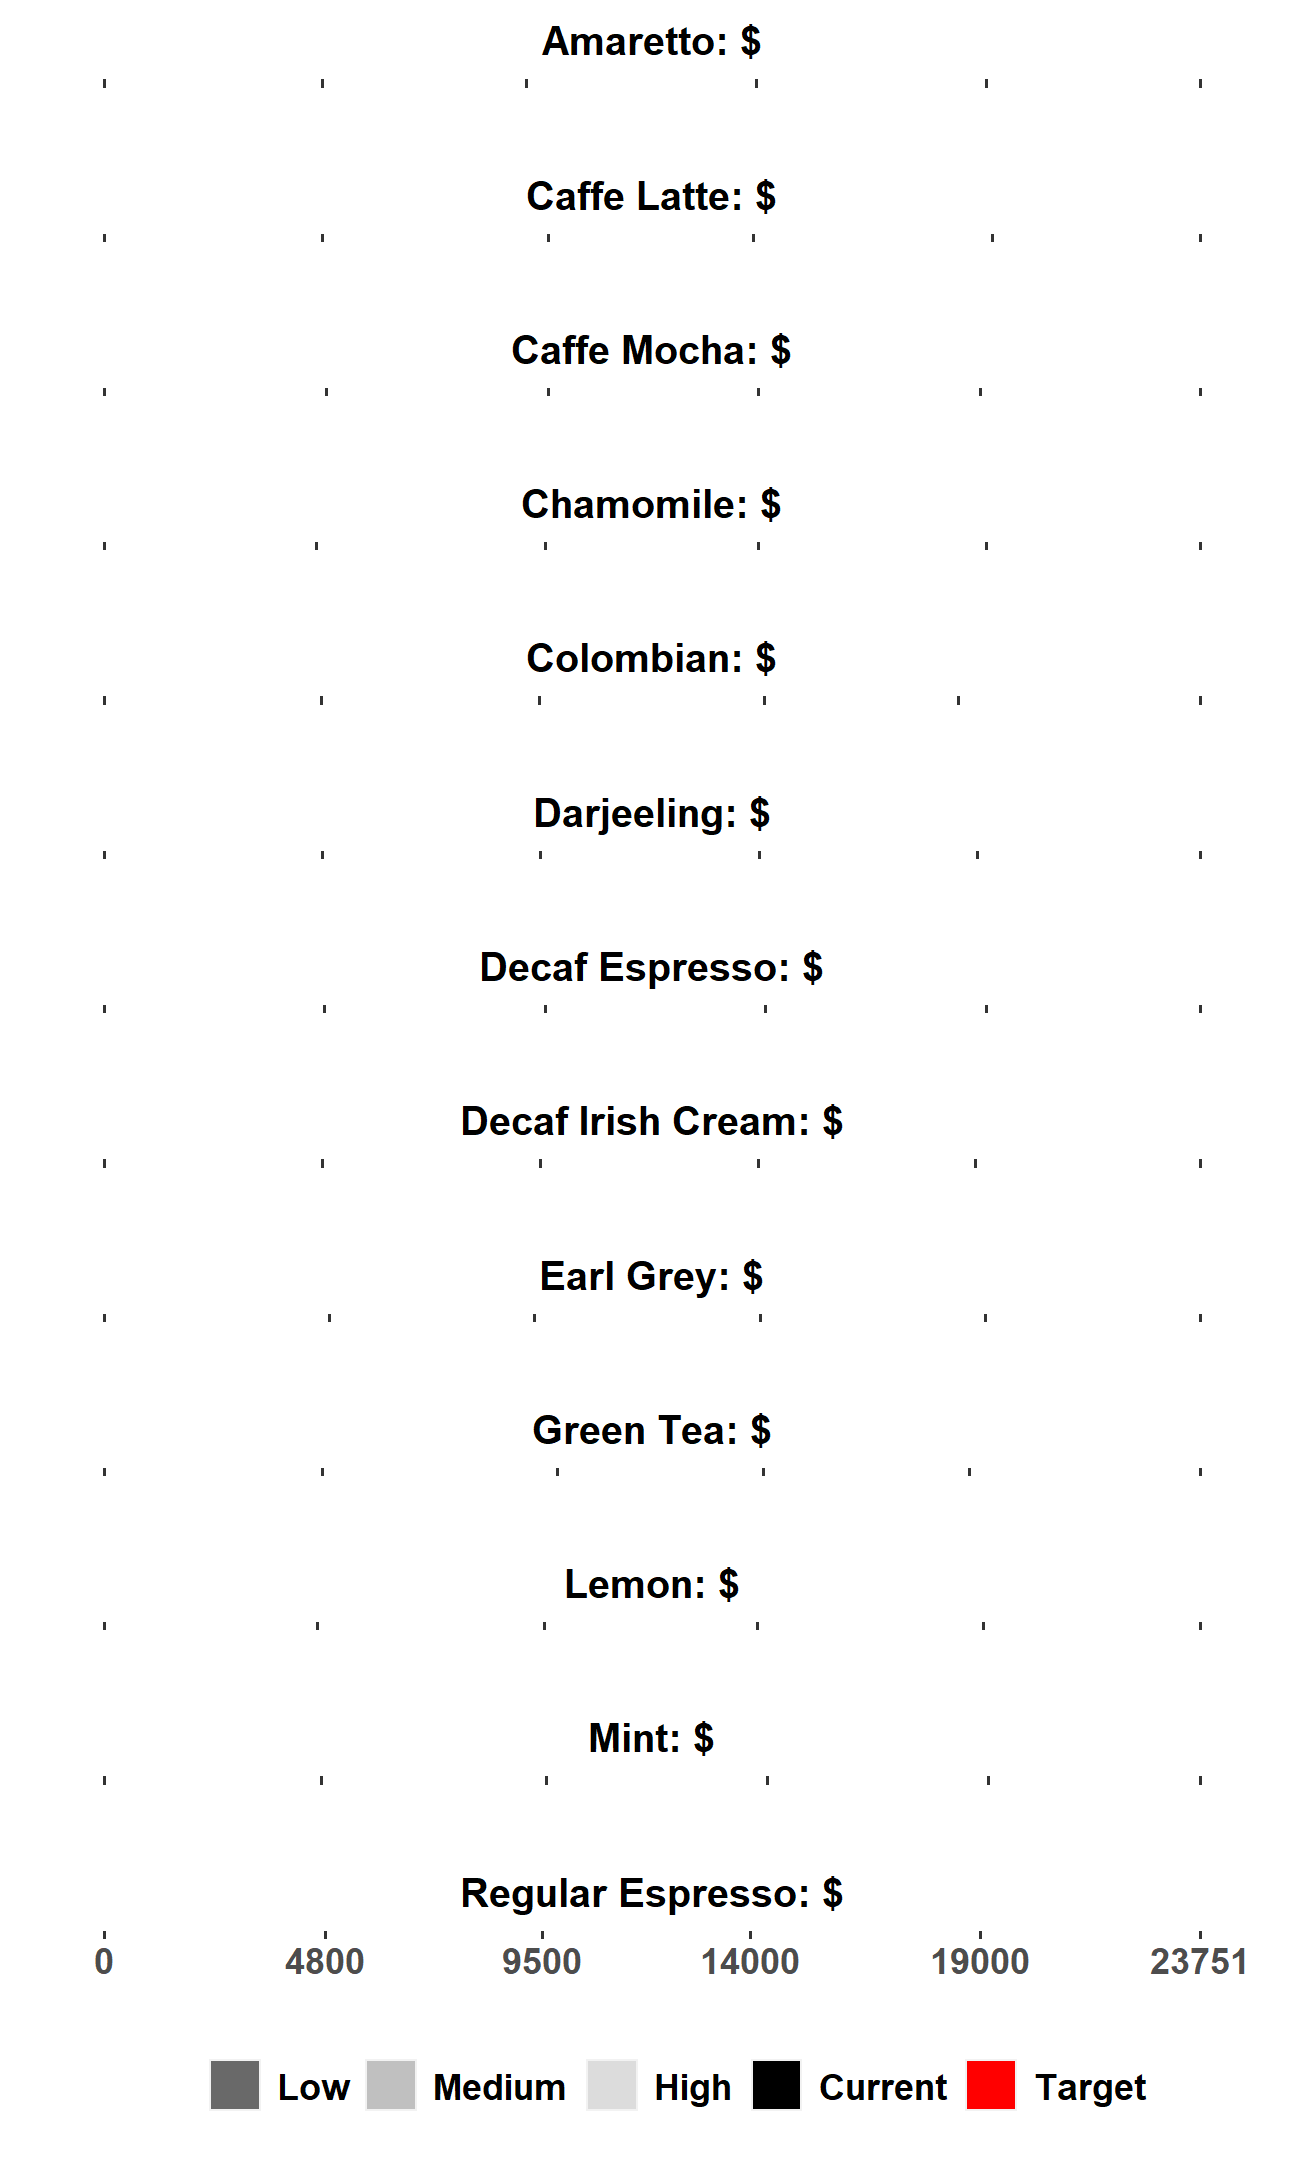 Amaretto: $
Caffe Latte: $
Caffe Mocha: $
Chamomile: $
Colombian: $
Darjeeling: $
Decaf Espresso: $
Decaf Irish Cream: $
Earl Grey: $
Green Tea: $
Lemon: $
Mint: $
Regular Espresso: $
0 4800 9500 14000 19000 23751
Low Medium High Current Target